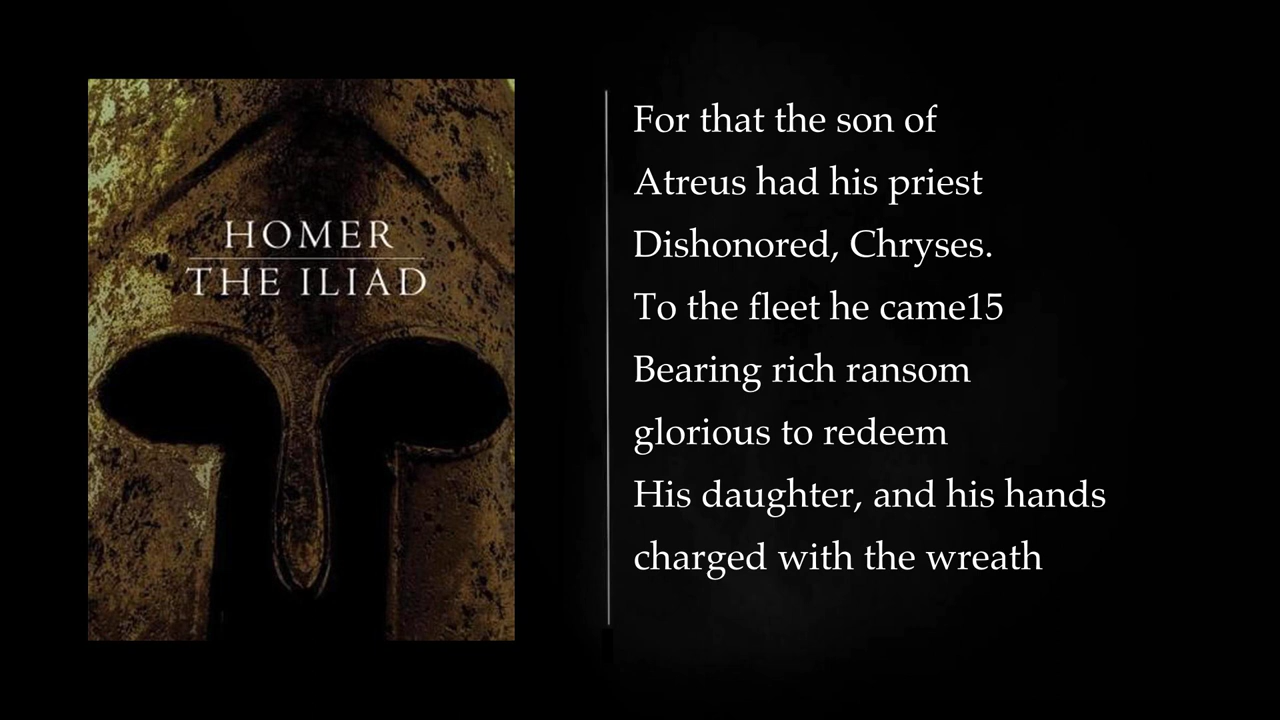 HOMER
THE ILIAD
For that the son of
Atreus had his priest
Dishonored, Chryses.
To the fleet he came15
Bearing rich ransom
glorious to redeem
His daughter, and his hands
charged with the wreath